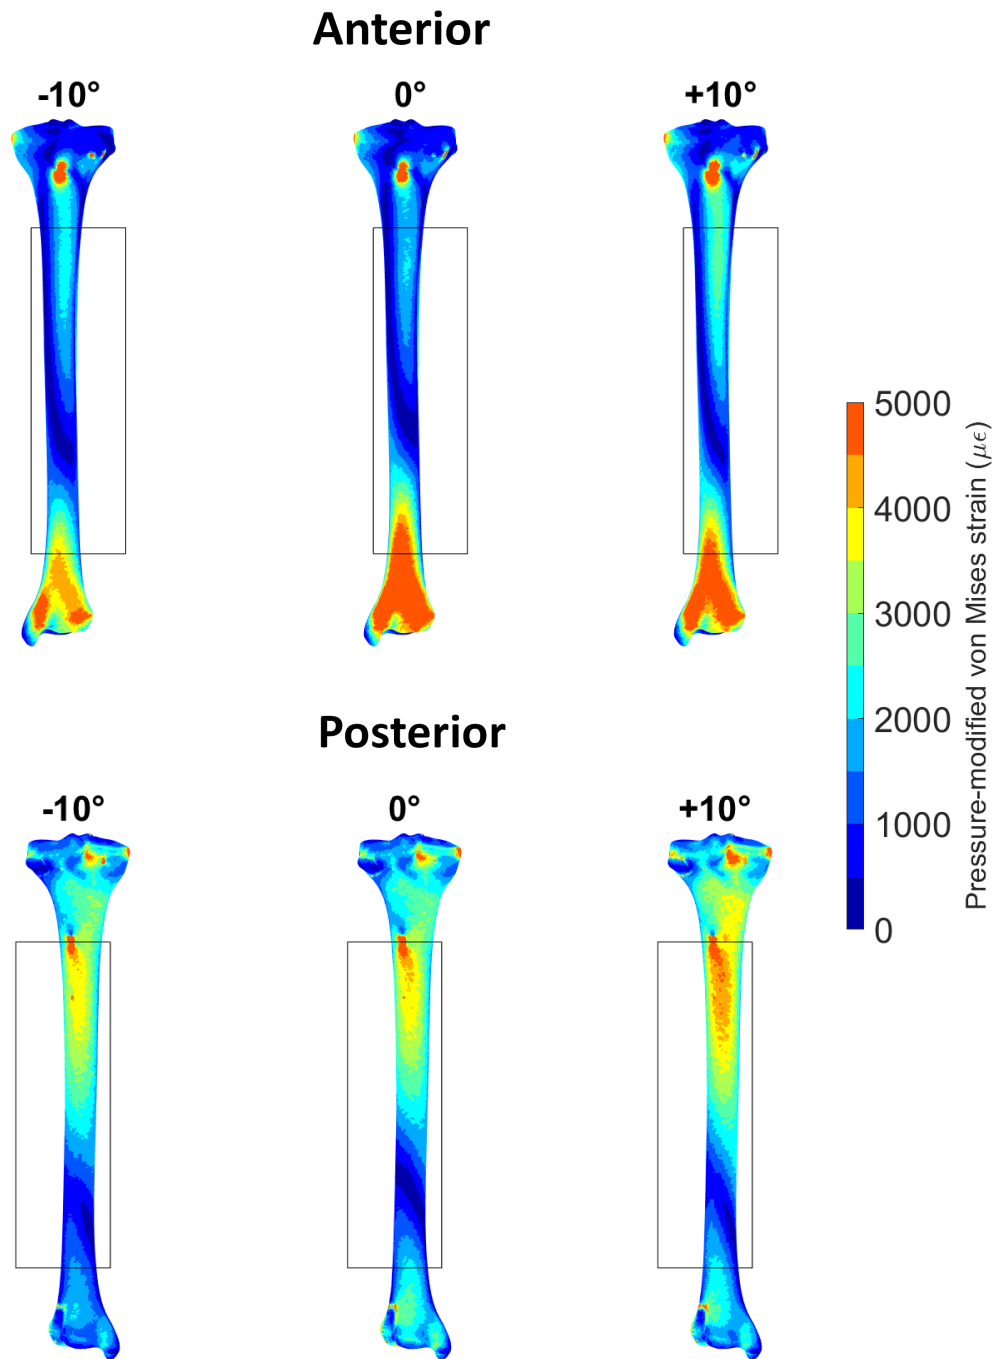 Anterior
-10° 0° +10°
5000
4000
3000
2000
1000
0
Pressure-modified von Mises strain (µϵ)
Posterior
-10° 0° +10°